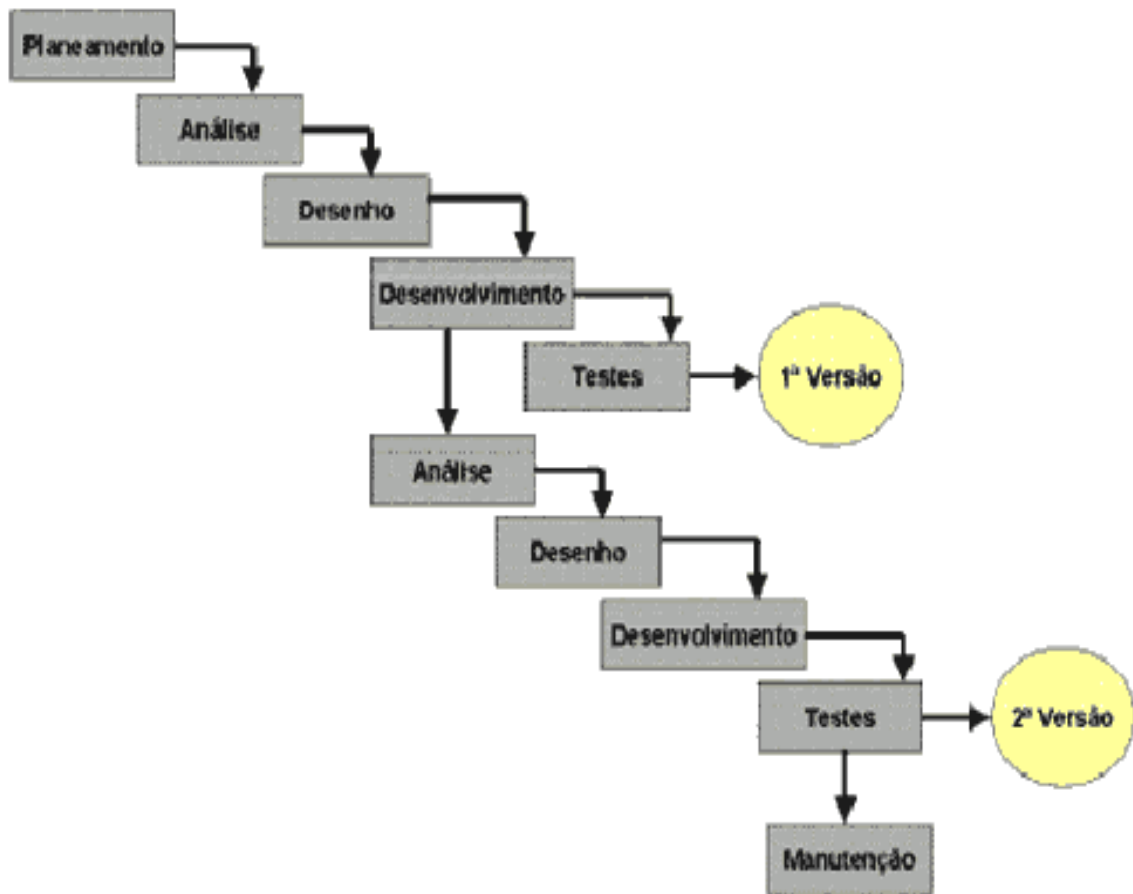 Planeamento
Análise
Desenho
Desenvolvimento
Testes
1ª Versão
Análise
Desenho
Desenvolvimento
Testes
2ª Versão
Manutenção